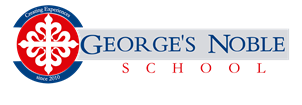 Creating Experiences
since 2010
GEORGE'S NOBLE
SCHOOL